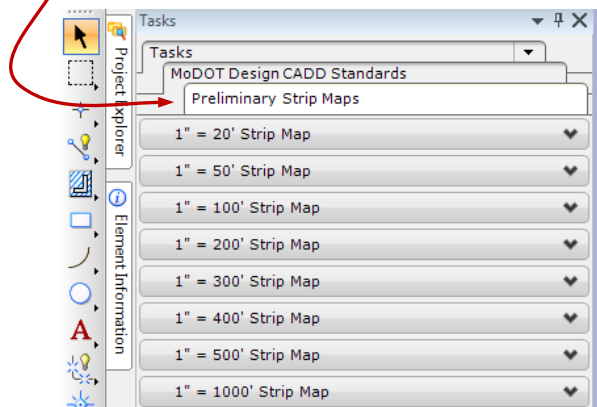 Tasks
Tasks
MoDOT Design CADD Standards
Preliminary Strip Maps
1" = 20' Strip Map
1" = 50' Strip Map
1" = 100' Strip Map
1" = 200' Strip Map
1" = 300' Strip Map
1" = 400' Strip Map
1" = 500' Strip Map
1" = 1000' Strip Map
Project Explorer
Element Information
A